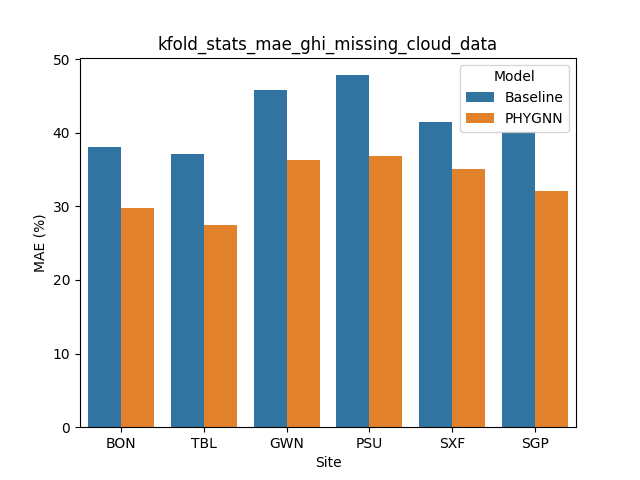 kfold_stats_mae_ghi_missing_cloud_data
Model
Baseline
PHYGNN
MAE (%)
50
40
30
20
10
0
BON TBL GWN PSU SXF SGP
Site